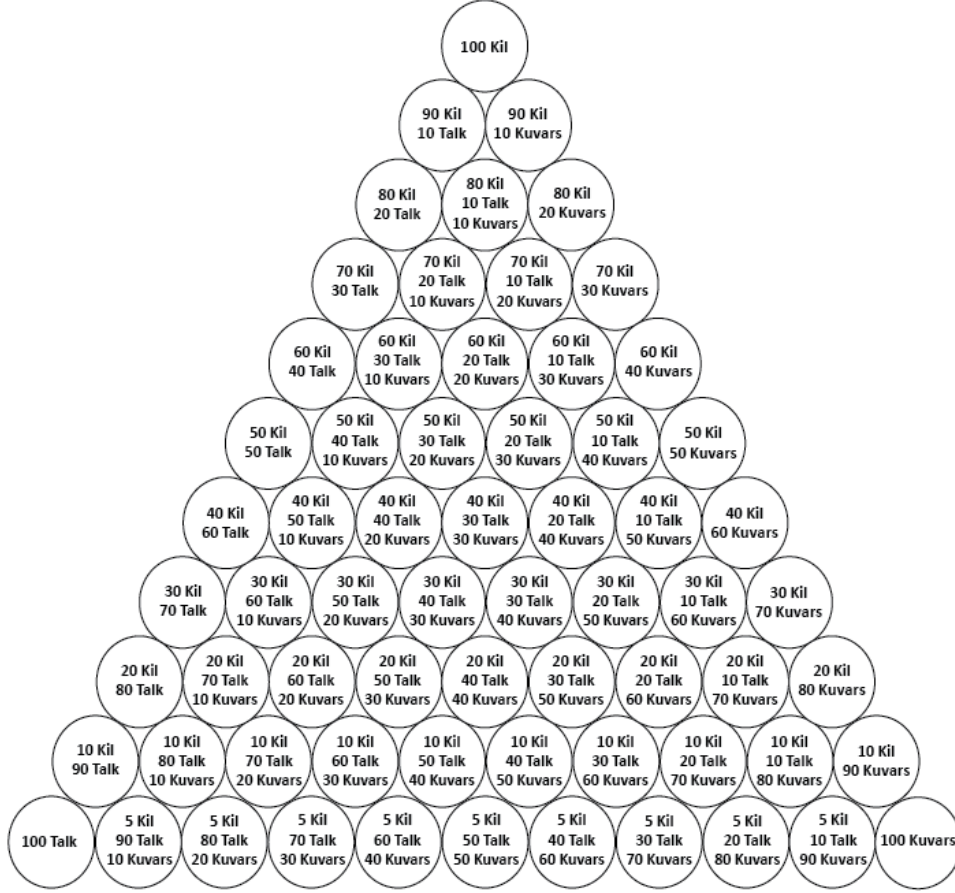 100 Kil
90 Kil
10 Talk
90 Kil
10 Kuvars
80 Kil
20 Talk
80 Kil
10 Talk
10 Kuvars
80 Kil
20 Kuvars
70 Kil
30 Talk
70 Kil
20 Talk
10 Kuvars
70 Kil
10 Talk
20 Kuvars
70 Kil
30 Kuvars
60 Kil
40 Talk
60 Kil
30 Talk
10 Kuvars
60 Kil
20 Talk
20 Kuvars
60 Kil
10 Talk
30 Kuvars
60 Kil
40 Kuvars
50 Kil
50 Talk
50 Kil
40 Talk
10 Kuvars
50 Kil
30 Talk
20 Kuvars
50 Kil
20 Talk
30 Kuvars
50 Kil
10 Talk
40 Kuvars
50 Kil
50 Kuvars
40 Kil
60 Talk
40 Kil
50 Talk
10 Kuvars
40 Kil
40 Talk
20 Kuvars
40 Kil
30 Talk
30 Kuvars
40 Kil
20 Talk
40 Kuvars
40 Kil
10 Talk
50 Kuvars
40 Kil
60 Kuvars
30 Kil
70 Talk
30 Kil
60 Talk
10 Kuvars
30 Kil
50 Talk
20 Kuvars
30 Kil
40 Talk
30 Kuvars
30 Kil
30 Talk
40 Kuvars
30 Kil
20 Talk
50 Kuvars
30 Kil
10 Talk
60 Kuvars
30 Kil
70 Kuvars
20 Kil
80 Talk
20 Kil
70 Talk
10 Kuvars
20 Kil
60 Talk
20 Kuvars
20 Kil
50 Talk
30 Kuvars
20 Kil
40 Talk
40 Kuvars
20 Kil
30 Talk
50 Kuvars
20 Kil
20 Talk
60 Kuvars
20 Kil
10 Talk
70 Kuvars
20 Kil
80 Kuvars
10 Kil
90 Talk
10 Kil
80 Talk
10 Kuvars
10 Kil
70 Talk
20 Kuvars
10 Kil
60 Talk
30 Kuvars
10 Kil
50 Talk
40 Kuvars
10 Kil
40 Talk
50 Kuvars
10 Kil
30 Talk
60 Kuvars
10 Kil
20 Talk
70 Kuvars
10 Kil
10 Talk
80 Kuvars
10 Kil
90 Kuvars
100 Talk
5 Kil
90 Talk
10 Kuvars
5 Kil
80 Talk
20 Kuvars
5 Kil
70 Talk
30 Kuvars
5 Kil
60 Talk
40 Kuvars
5 Kil
50 Talk
50 Kuvars
5 Kil
40 Talk
60 Kuvars
5 Kil
30 Talk
70 Kuvars
5 Kil
20 Talk
80 Kuvars
5 Kil
10 Talk
90 Kuvars
100 Kuvars